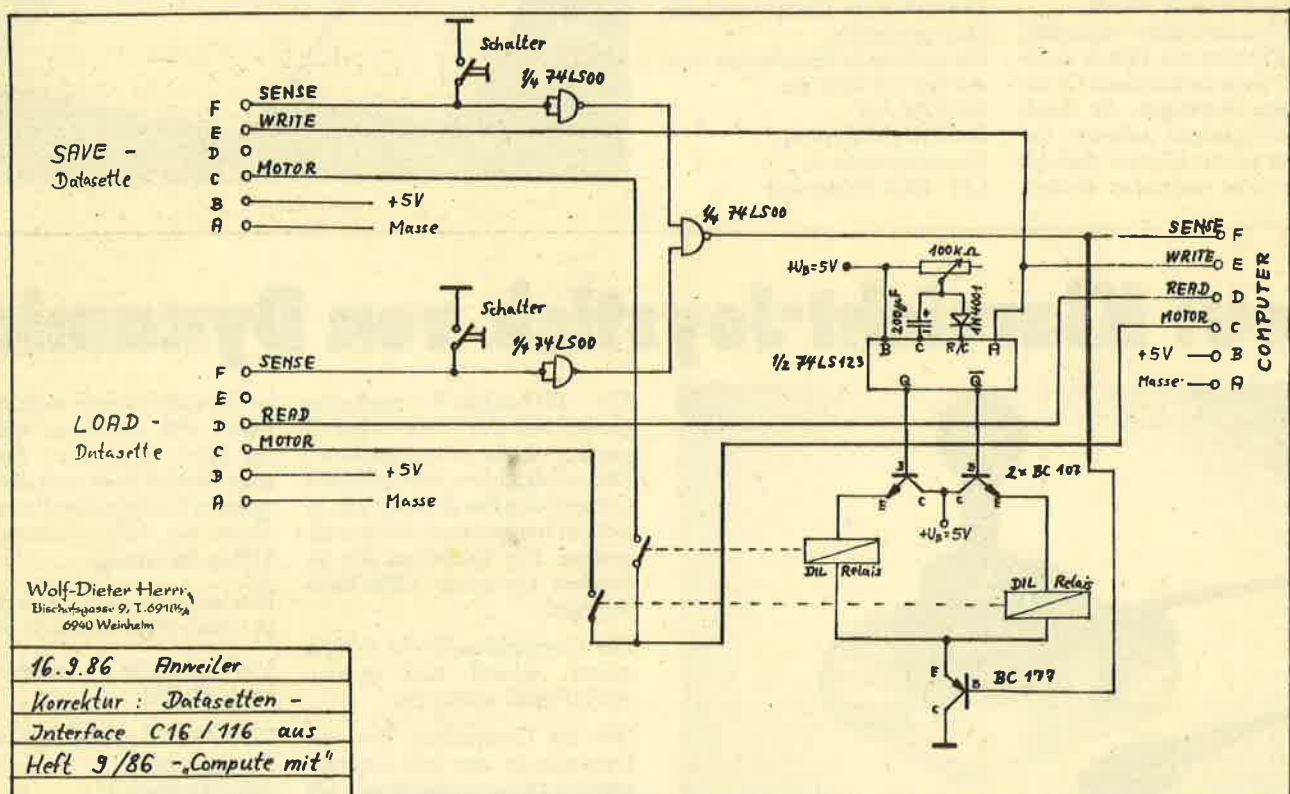 Schalter
1/4 74LS00
F SENSE
E WRITE
D
C MOTOR
B +5V
A Masse
SAVE -
Datasette
1/4 74LS00
Schalter
1/4 74LS00
F SENSE
E
D READ
C MOTOR
B +5V
A Masse
LOAD -
Datasette
SENSE F
WRITE E
READ D
MOTOR C
+5V B
Masse A
COMPUTER
+UB=5V
100kΩ
200µF
1N4001
B C R/C A
1/2 74LS123
Q Q̅
B B
2x BC 107
E C C E
+UB=5V
DIL Relais
DIL Relais
E
B
C
BC 177
Wolf-Dieter Herrn
Bischofsgasse 9, T.
6940 Weinheim
16.9.86 Annweiler
Korrektur : Datasetten -
Interface C16 / 116 aus
Heft 9/86 - „Compute mit"